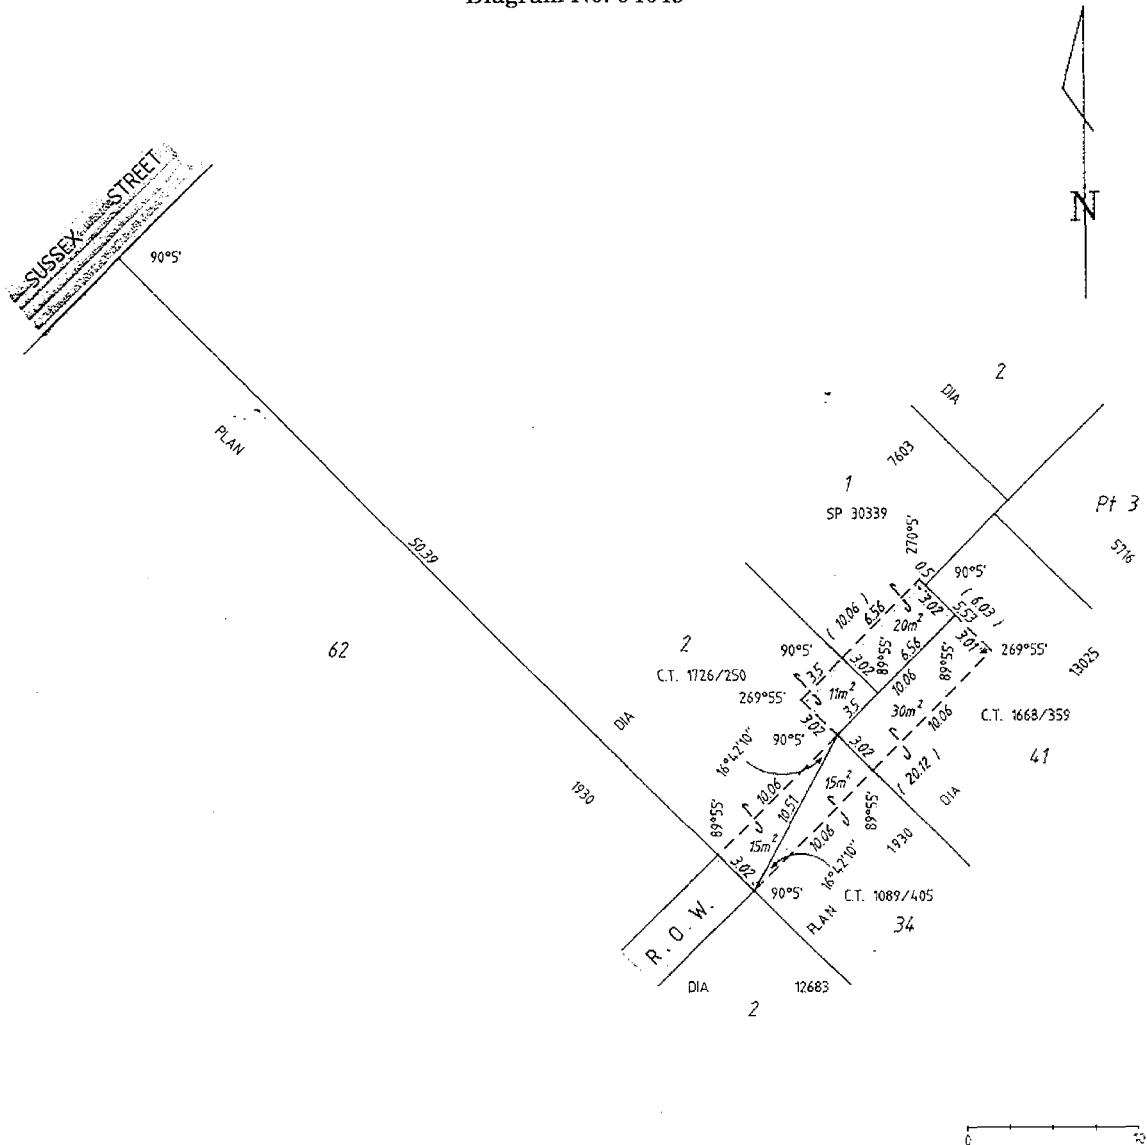 SUSSEX STREET
90°5'
N
PLAN
50.39
62
2
DIA
7603
1
SP 30339
Pt 3
5716
270°5'
0.5
90°5'
( 6.03 )
5.53
3.02
3.01
269°55'
13025
( 10.06 )
6.56
20m²
6.56
89°55'
89°55'
90°5'
3.02
10.06
2
C.T. 1726/250
269°55'
3.5
11m²
3.5
30m²
10.06
C.T. 1668/359
41
3.02
90°5'
3.02
( 20.12 )
DIA
DIA
1930
16°42'10"
10.06
10.51
15m²
89°55'
89°55'
15m²
10.06
1930
16°42'10"
3.02
90°5'
C.T. 1089/405
PLAN
34
R. O. W.
DIA 12683
2
0